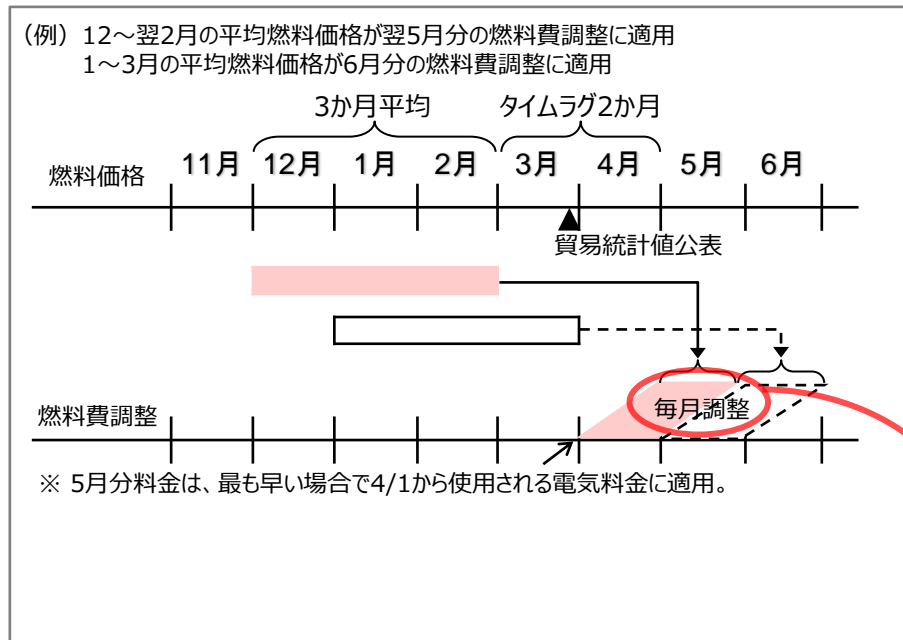 （例）12～翌2月の平均燃料価格が翌5月分の燃料費調整に適用
1～3月の平均燃料価格が6月分の燃料費調整に適用
3か月平均 タイムラグ2か月
燃料価格 11月 12月 1月 2月 3月 4月 5月 6月
貿易統計値公表
毎月調整
燃料費調整
※ 5月分料金は、最も早い場合で4/1から使用される電気料金に適用。